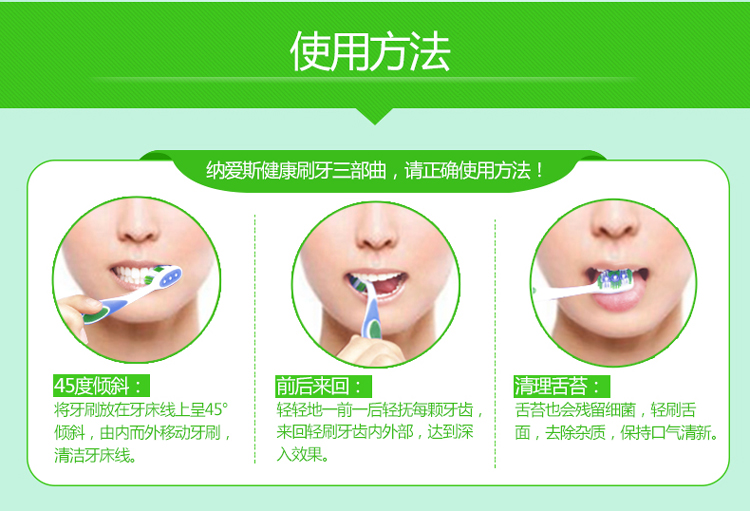 使用方法
纳爱斯健康刷牙三部曲，请正确使用方法！
45度倾斜：
将牙刷放在牙床线上呈45°
倾斜，由内而外移动牙刷，
清洁牙床线。
前后来回：
轻轻地一前一后轻抚每颗牙齿，
来回轻刷牙齿内外部，达到深
入效果。
清理舌苔：
舌苔也会残留细菌，轻刷舌
面，去除杂质，保持口气清新。